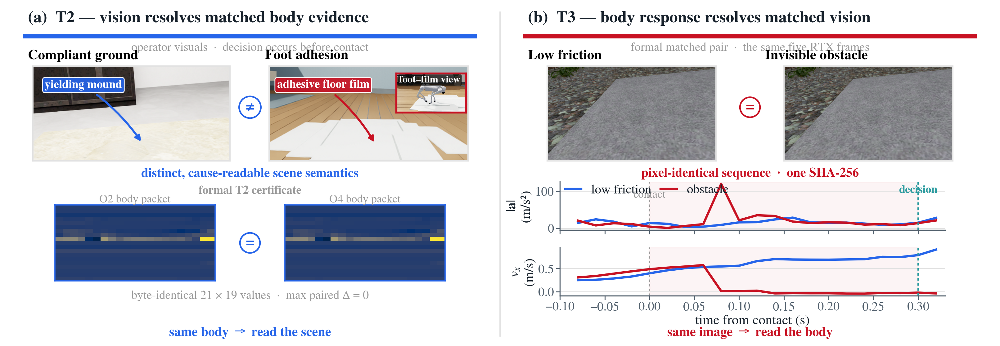 (a) T2 — vision resolves matched body evidence
operator visuals · decision occurs before contact
Compliant ground
Foot adhesion
yielding mound
adhesive floor film
foot–film view
≠
distinct, cause-readable scene semantics
formal T2 certificate
O2 body packet
O4 body packet
=
byte-identical 21 × 19 values · max paired Δ = 0
same body → read the scene
(b) T3 — body response resolves matched vision
formal matched pair · the same five RTX frames
Low friction
Invisible obstacle
=
pixel-identical sequence · one SHA-256
low friction
obstacle
contact
decision
|a|
(m/s²)
100
0
vₓ
(m/s)
0.5
0.0
−0.10 −0.05 0.00 0.05 0.10 0.15 0.20 0.25 0.30
time from contact (s)
same image → read the body